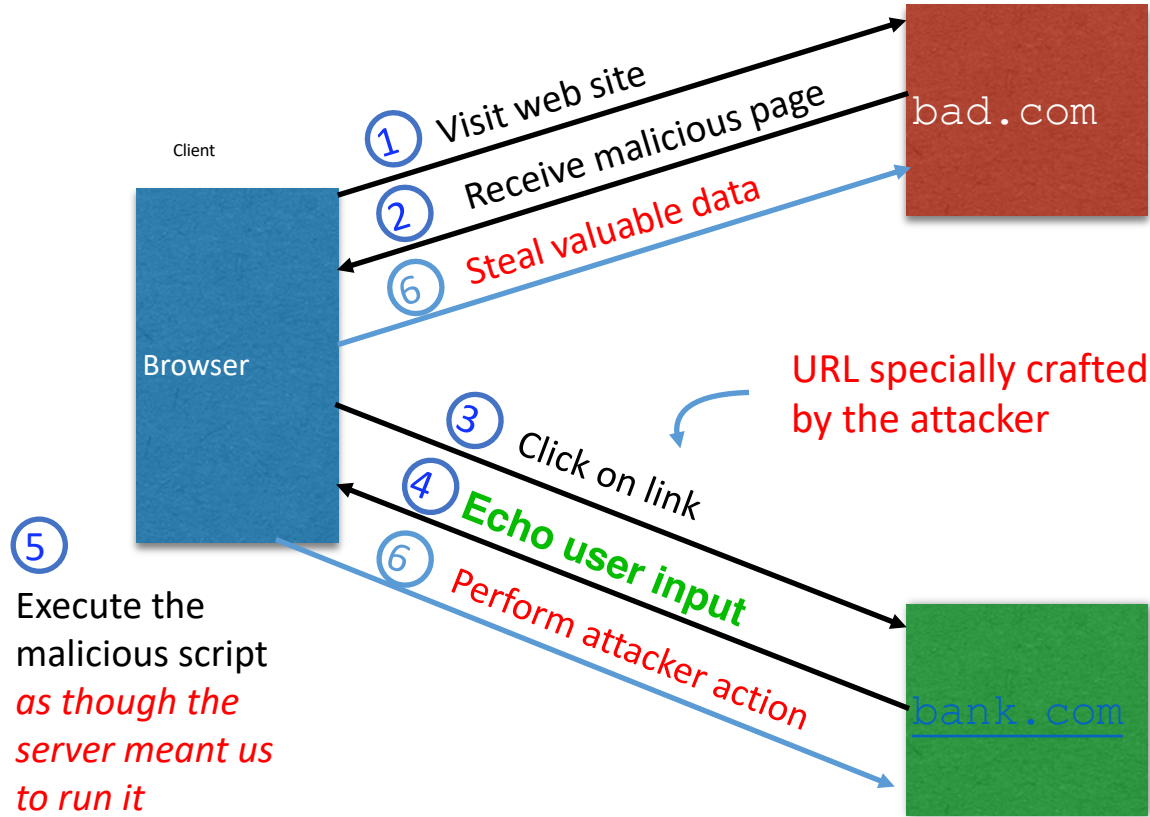 Client
Browser
bad.com
1 Visit web site
2 Receive malicious page
6 Steal valuable data
URL specially crafted
by the attacker
3 Click on link
4 Echo user input
6 Perform attacker action
bank.com
5
Execute the
malicious script
as though the
server meant us
to run it